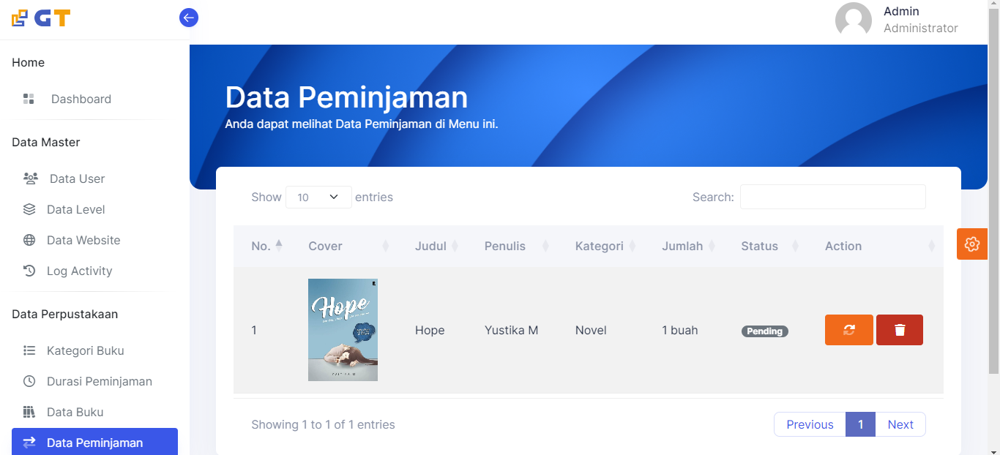 GT
Admin
Administrator
Home
Dashboard
Data Master
Data User
Data Level
Data Website
Log Activity
Data Perpustakaan
Kategori Buku
Durasi Peminjaman
Data Buku
Data Peminjaman
Data Peminjaman
Anda dapat melihat Data Peminjaman di Menu ini.
Show 10 entries
Search:
No. Cover Judul Penulis Kategori Jumlah Status Action
Hope
1 Hope Yustika M Novel 1 buah Pending
Showing 1 to 1 of 1 entries
Previous 1 Next